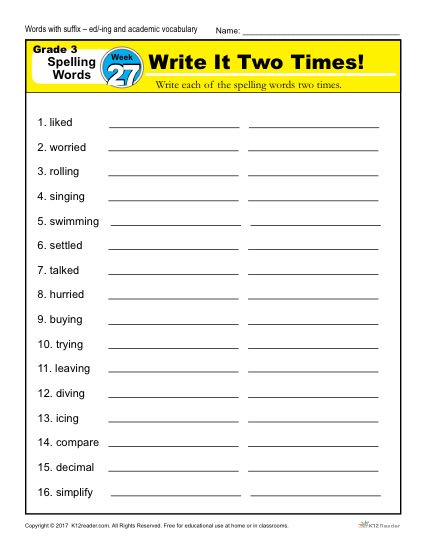 Words with suffix – ed/-ing and academic vocabulary Name:
Grade 3
Spelling
Words
Week
27
Write It Two Times!
Write each of the spelling words two times.
1. liked
2. worried
3. rolling
4. singing
5. swimming
6. settled
7. talked
8. hurried
9. buying
10. trying
11. leaving
12. diving
13. icing
14. compare
15. decimal
16. simplify
Copyright © 2017 K12reader.com. All Rights Reserved. Free for educational use at home or in classrooms. K12Reader